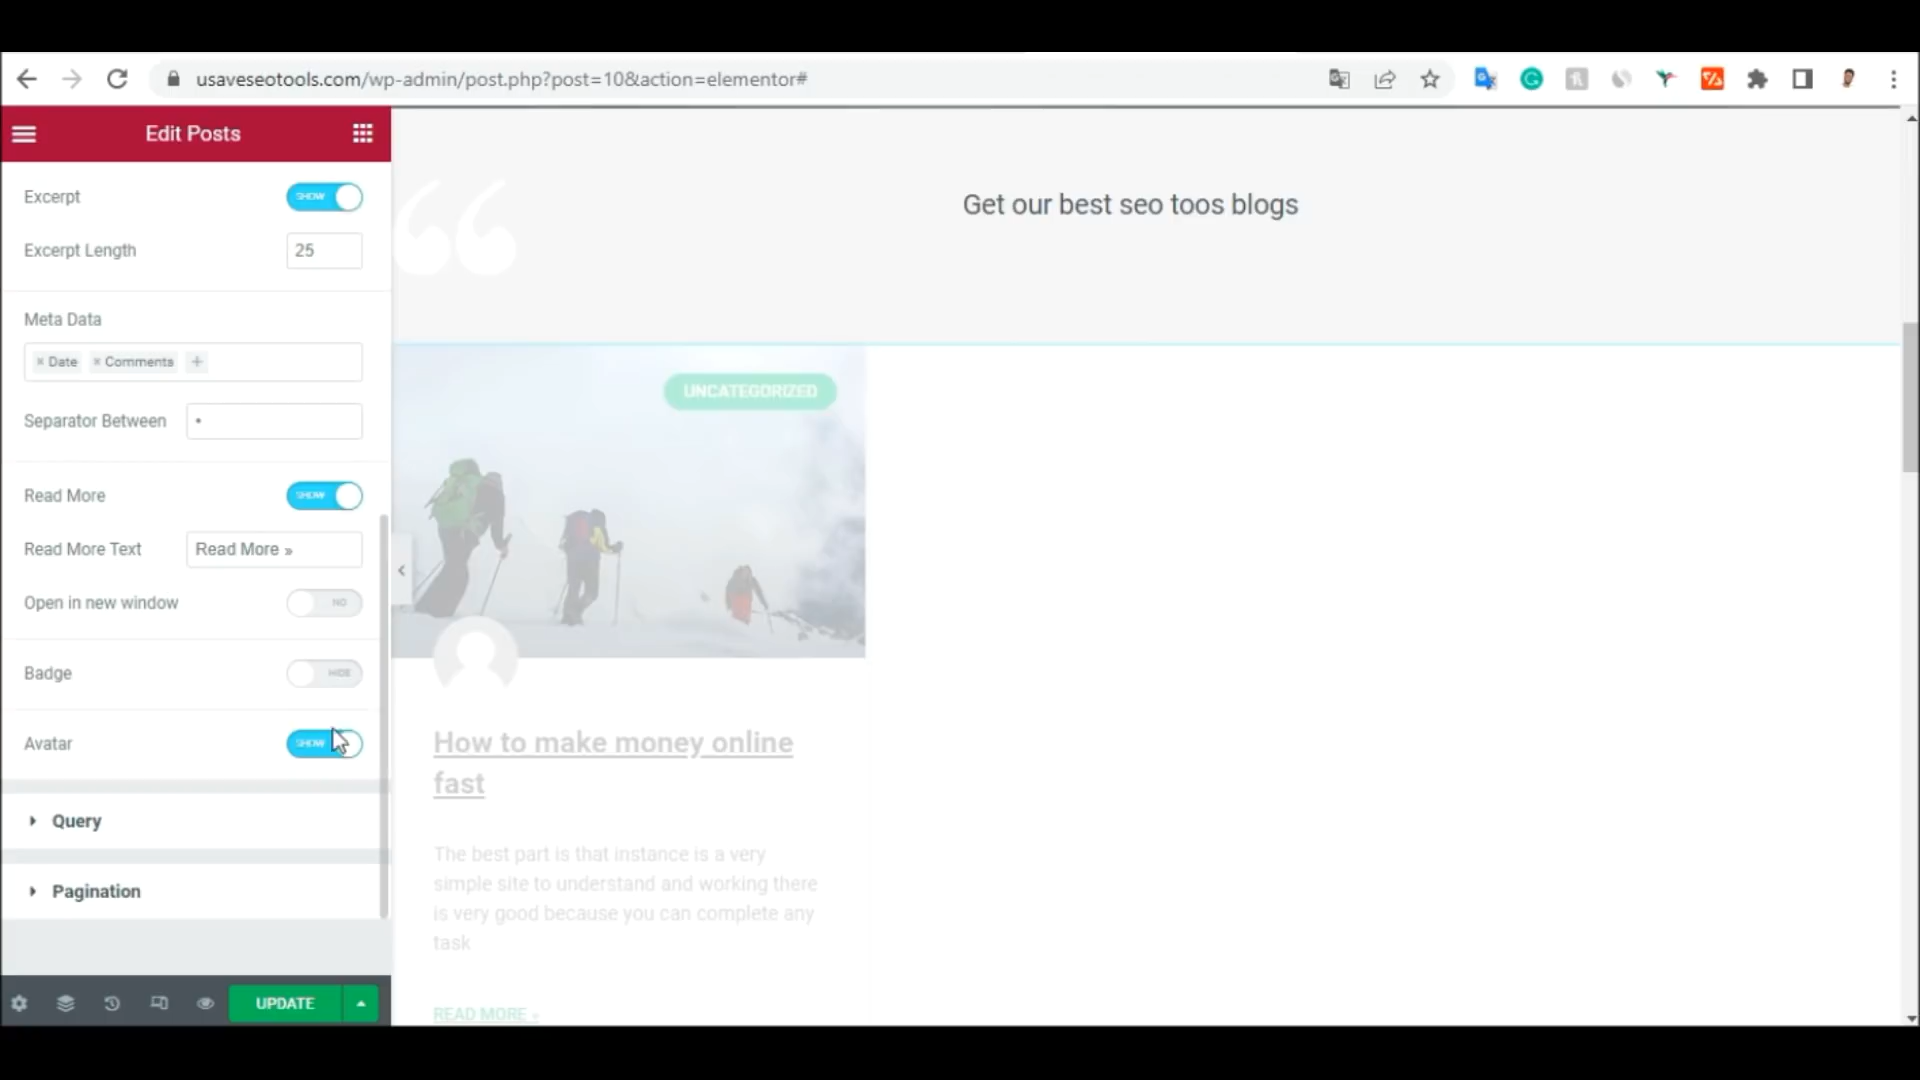 usaveseotools.com/wp-admin/post.php?post=10&action=elementor#
Edit Posts
Excerpt SHOW
Excerpt Length 25
Meta Data
× Date × Comments +
Separator Between •
Read More SHOW
Read More Text Read More »
Open in new window NO
Badge HIDE
Avatar SHOW
Query
Pagination
UPDATE
Get our best seo toos blogs
UNCATEGORIZED
How to make money online
fast
The best part is that instance is a very
simple site to understand and working there
is very good because you can complete any
task
READ MORE »